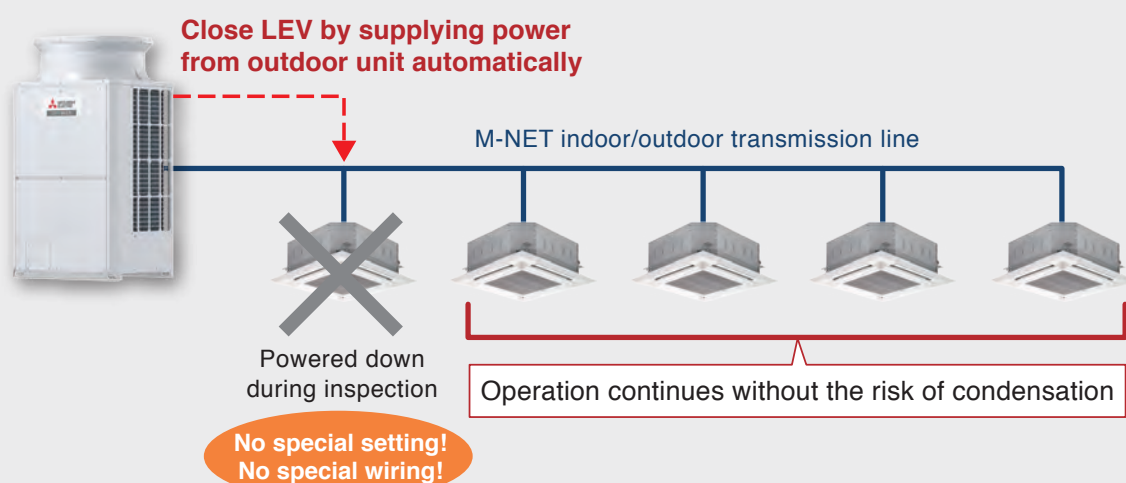 Close LEV by supplying power
from outdoor unit automatically
M-NET indoor/outdoor transmission line
Powered down
during inspection
Operation continues without the risk of condensation
No special setting!
No special wiring!